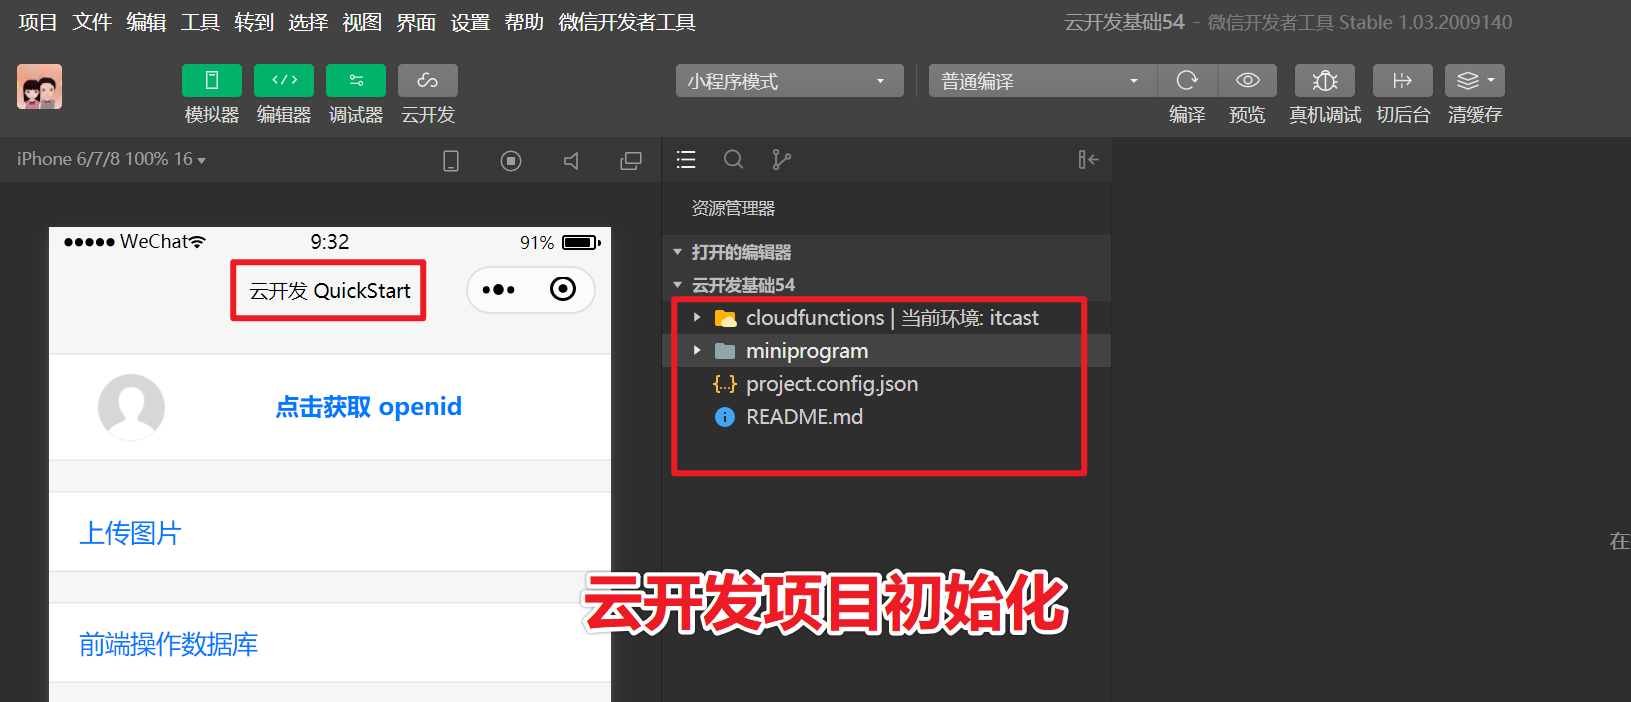 项目 文件 编辑 工具 转到 选择 视图 界面 设置 帮助 微信开发者工具
云开发基础54 - 微信开发者工具 Stable 1.03.2009140
模拟器 编辑器 调试器 云开发
小程序模式
普通编译
编译 预览 真机调试 切后台 清缓存
iPhone 6/7/8 100% 16
WeChat 9:32 91%
云开发 QuickStart
点击获取 openid
上传图片
前端操作数据库
资源管理器
打开的编辑器
云开发基础54
cloudfunctions | 当前环境: itcast
miniprogram
{..} project.config.json
README.md
在
云开发项目初始化